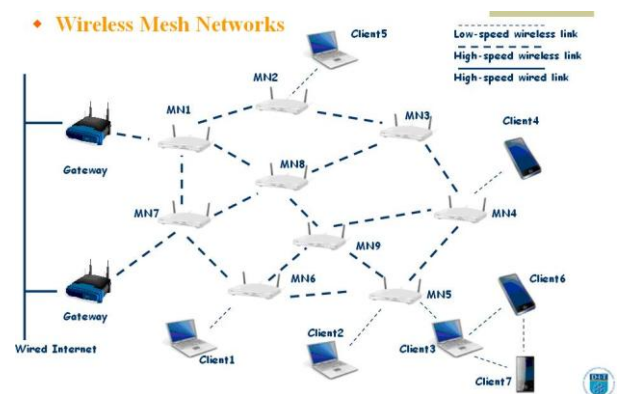 Wireless Mesh Networks
Low-speed wireless link
High-speed wireless link
High-speed wired link
Client5
MN2
MN1
MN3
Client4
Gateway
MN8
MN7
MN4
MN9
MN6
MN5
Client6
Gateway
Wired Internet
Client1
Client2
Client3
Client7